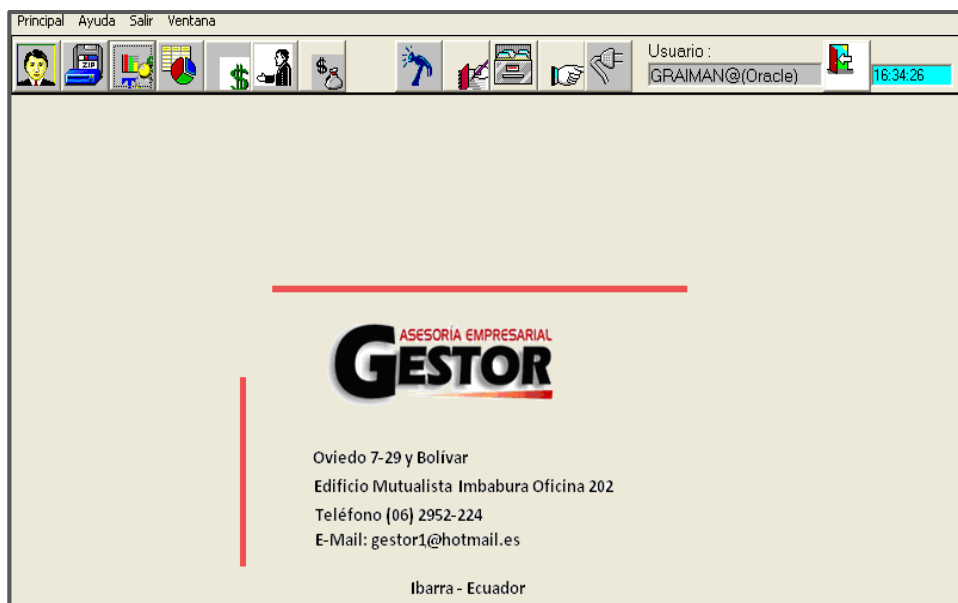 Principal Ayuda Salir Ventana
ZIP
$
$
Usuario :
GRAIMAN@(Oracle)
16:34:26
ASESORÍA EMPRESARIAL
GESTOR
Oviedo 7-29 y Bolívar
Edificio Mutualista Imbabura Oficina 202
Teléfono (06) 2952-224
E-Mail: gestor1@hotmail.es
Ibarra - Ecuador